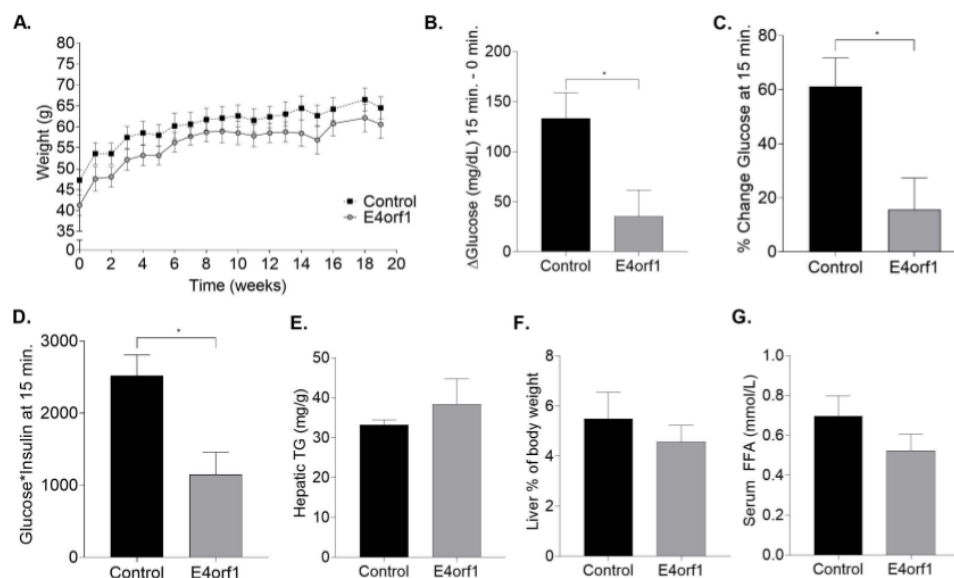 A.
Weight (g)
80
75
70
65
60
55
50
45
40
35
0
0 2 4 6 8 10 12 14 16 18 20
Time (weeks)
Control
E4orf1
B.
ΔGlucose (mg/dL) 15 min. - 0 min.
200
150
100
50
0
*
Control E4orf1
C.
% Change Glucose at 15 min.
80
60
40
20
0
*
Control E4orf1
D.
Glucose*Insulin at 15 min.
3000
2000
1000
0
*
Control E4orf1
E.
Hepatic TG (mg/g)
50
40
30
20
10
0
Control E4orf1
F.
Liver % of body weight
8
6
4
2
0
Control E4orf1
G.
Serum FFA (mmol/L)
1.0
0.8
0.6
0.4
0.2
0.0
Control E4orf1